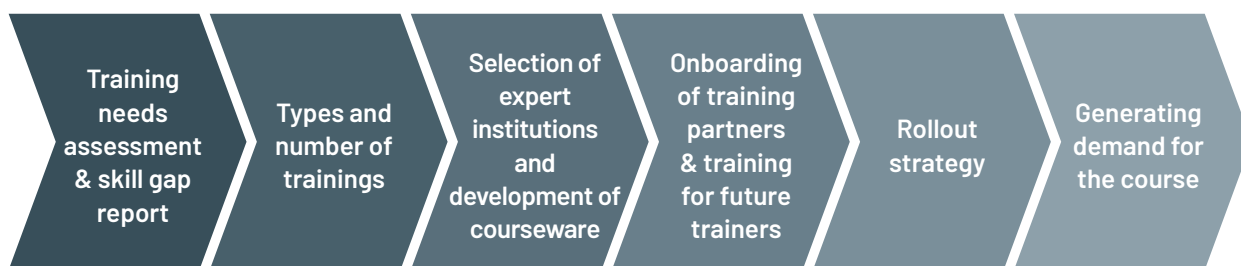 Training
needs
assessment
& skill gap
report
Types and
number of
trainings
Selection of
expert
institutions
and
development of
courseware
Onboarding
of training
partners
& training
for future
trainers
Rollout
strategy
Generating
demand for
the course